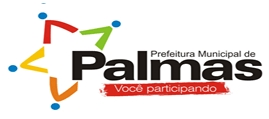 Prefeitura Municipal de
Palmas
Você participando